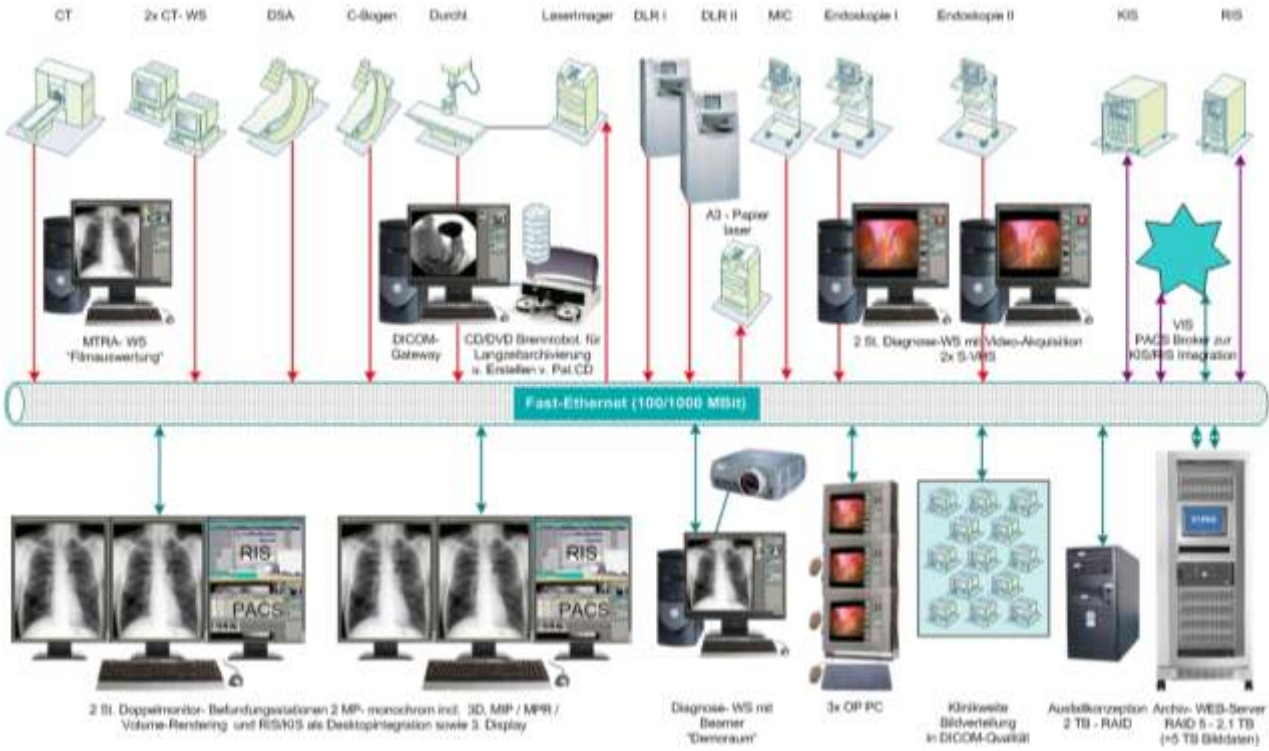 CT
2x CT- WS
DSA
C-Bogen
Durchl.
LaserImager
DLR I
DLR II
MIC
Endoskopie I
Endoskopie II
KIS
RIS
A3 - Papier
laser
MTRA- WS
"Filmauswertung"
DICOM-
Gateway
CD/DVD Brennrobot. für
Langzeitarchivierung
u. Erstellen v. Pat.CD
2 St. Diagnose-WS mit Video-Akquisition
2x S-VHS
VIS
PACS Broker zur
KIS/RIS Integration
Fast-Ethernet (100/1000 MBit)
RIS
PACS
RIS
PACS
2 St. Doppelmonitor- Befundungsstationen 2 MP- monochrom incl. 3D, MIP / MPR /
Volume-Rendering und RIS/KIS als Desktopintegration sowie 3. Display
Diagnose- WS mit
Beamer
"Demoraum"
3x OP PC
Klinikweite
Bildverteilung
in DICOM-Qualität
Ausfallkonzeption
2 TB - RAID
Archiv- WEB-Server
RAID 5 - 2.1 TB
(=5 TB Bilddaten)